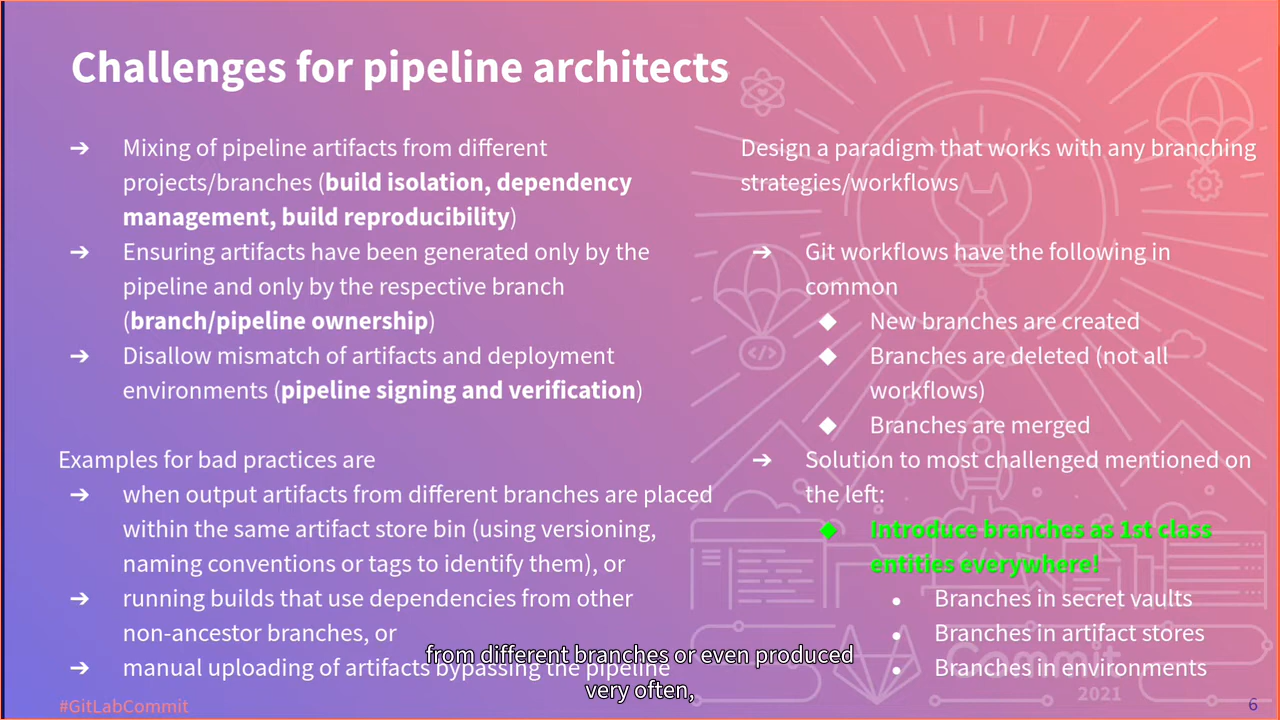 Challenges for pipeline architects
➔ Mixing of pipeline artifacts from different
projects/branches (build isolation, dependency
management, build reproducibility)
➔ Ensuring artifacts have been generated only by the
pipeline and only by the respective branch
(branch/pipeline ownership)
➔ Disallow mismatch of artifacts and deployment
environments (pipeline signing and verification)
Examples for bad practices are
➔ when output artifacts from different branches are placed
within the same artifact store bin (using versioning,
naming conventions or tags to identify them), or
➔ running builds that use dependencies from other
non-ancestor branches, or
➔ manual uploading of artifacts bypassing the pipeline
Design a paradigm that works with any branching
strategies/workflows
➔ Git workflows have the following in
common
◆ New branches are created
◆ Branches are deleted (not all
workflows)
◆ Branches are merged
➔ Solution to most challenged mentioned on
the left:
◆ Introduce branches as 1st class
entities everywhere!
● Branches in secret vaults
● Branches in artifact stores
● Branches in environments
from different branches or even produced
very often,
Commit
2021
#GitLabCommit
6